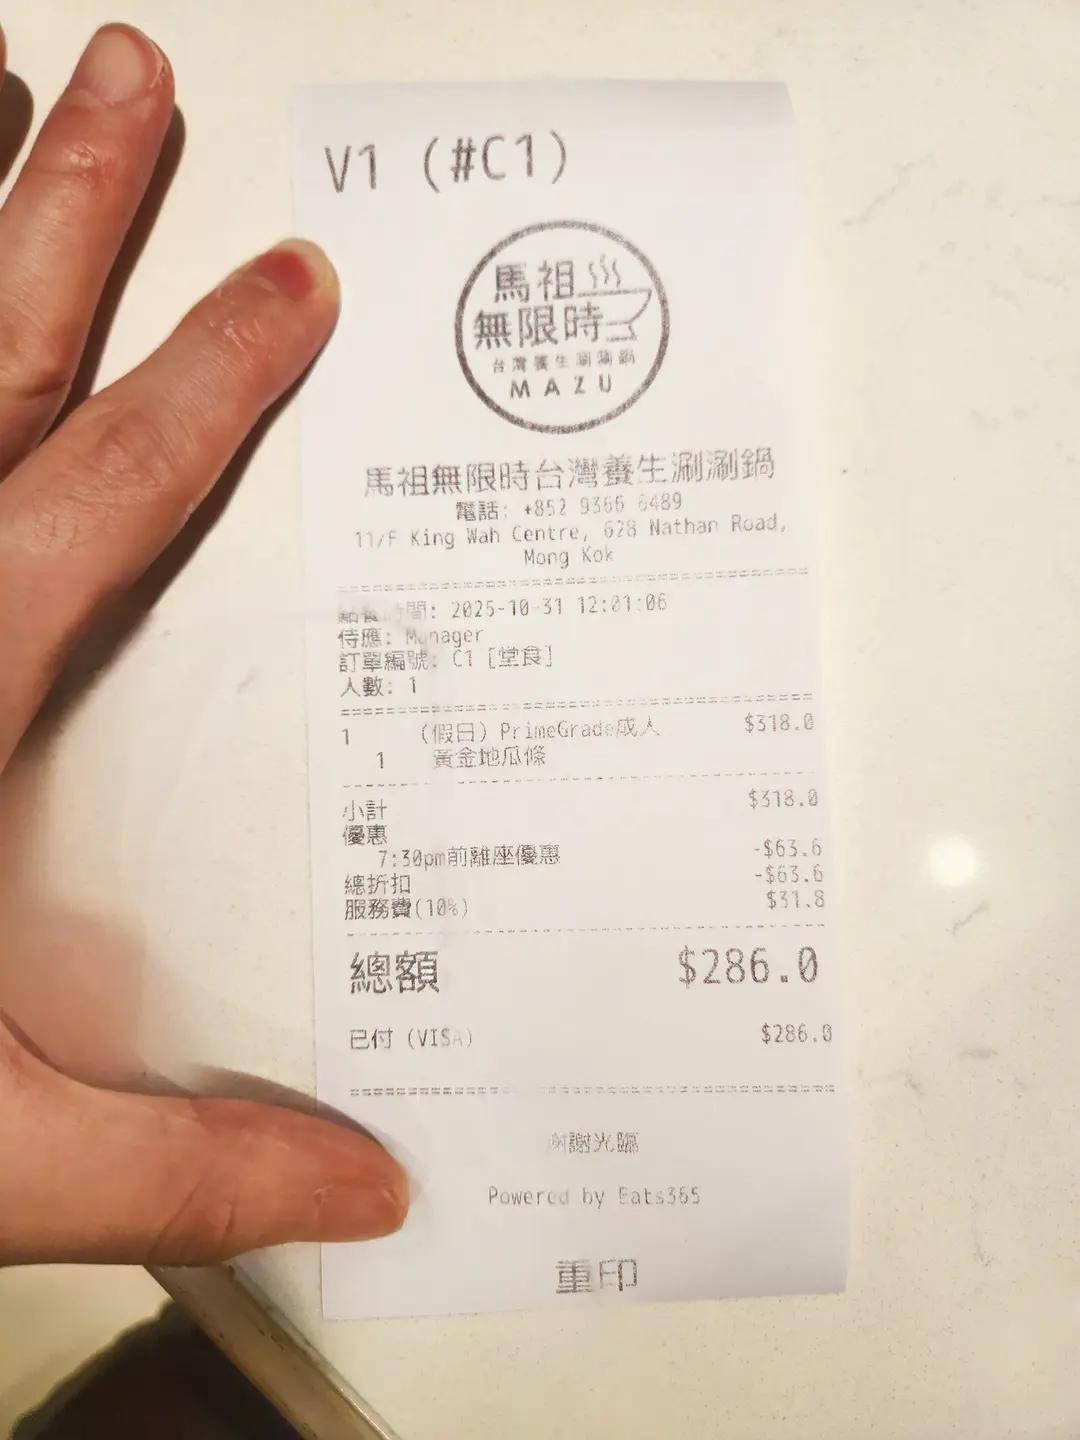 V1 (#C1)
馬祖
無限時
台灣養生涮涮鍋
MAZU
馬祖無限時台灣養生涮涮鍋
電話: +852 9366 6489
11/F King Wah Centre, 628 Nathan Road,
Mong Kok
點餐時間: 2025-10-31 12:01:06
侍應: Manager
訂單編號: C1 [堂食]
人數: 1
1 (假日) PrimeGrade成人 $318.0
1 黃金地瓜條
小計 $318.0
優惠
7:30pm前離座優惠 -$63.6
總折扣 -$63.6
服務費(10%) $31.8
總額 $286.0
已付 (VISA) $286.0
謝謝光臨
Powered by Eats365
重印